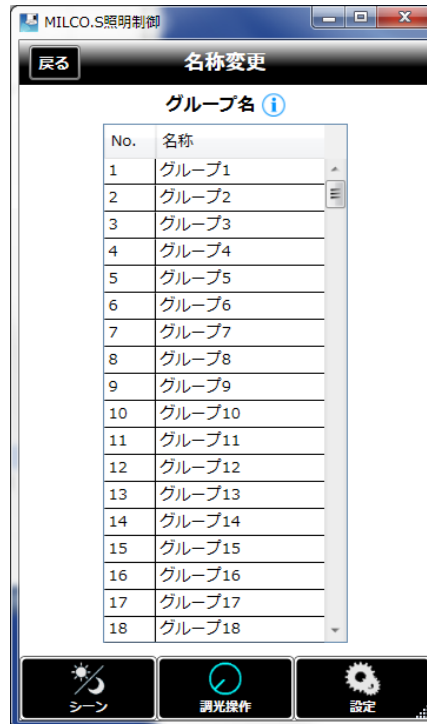 MILCO.S照明制御
戻る 名称変更
グループ名 i
No. 名称
1 グループ1
2 グループ2
3 グループ3
4 グループ4
5 グループ5
6 グループ6
7 グループ7
8 グループ8
9 グループ9
10 グループ10
11 グループ11
12 グループ12
13 グループ13
14 グループ14
15 グループ15
16 グループ16
17 グループ17
18 グループ18
シーン 調光操作 設定